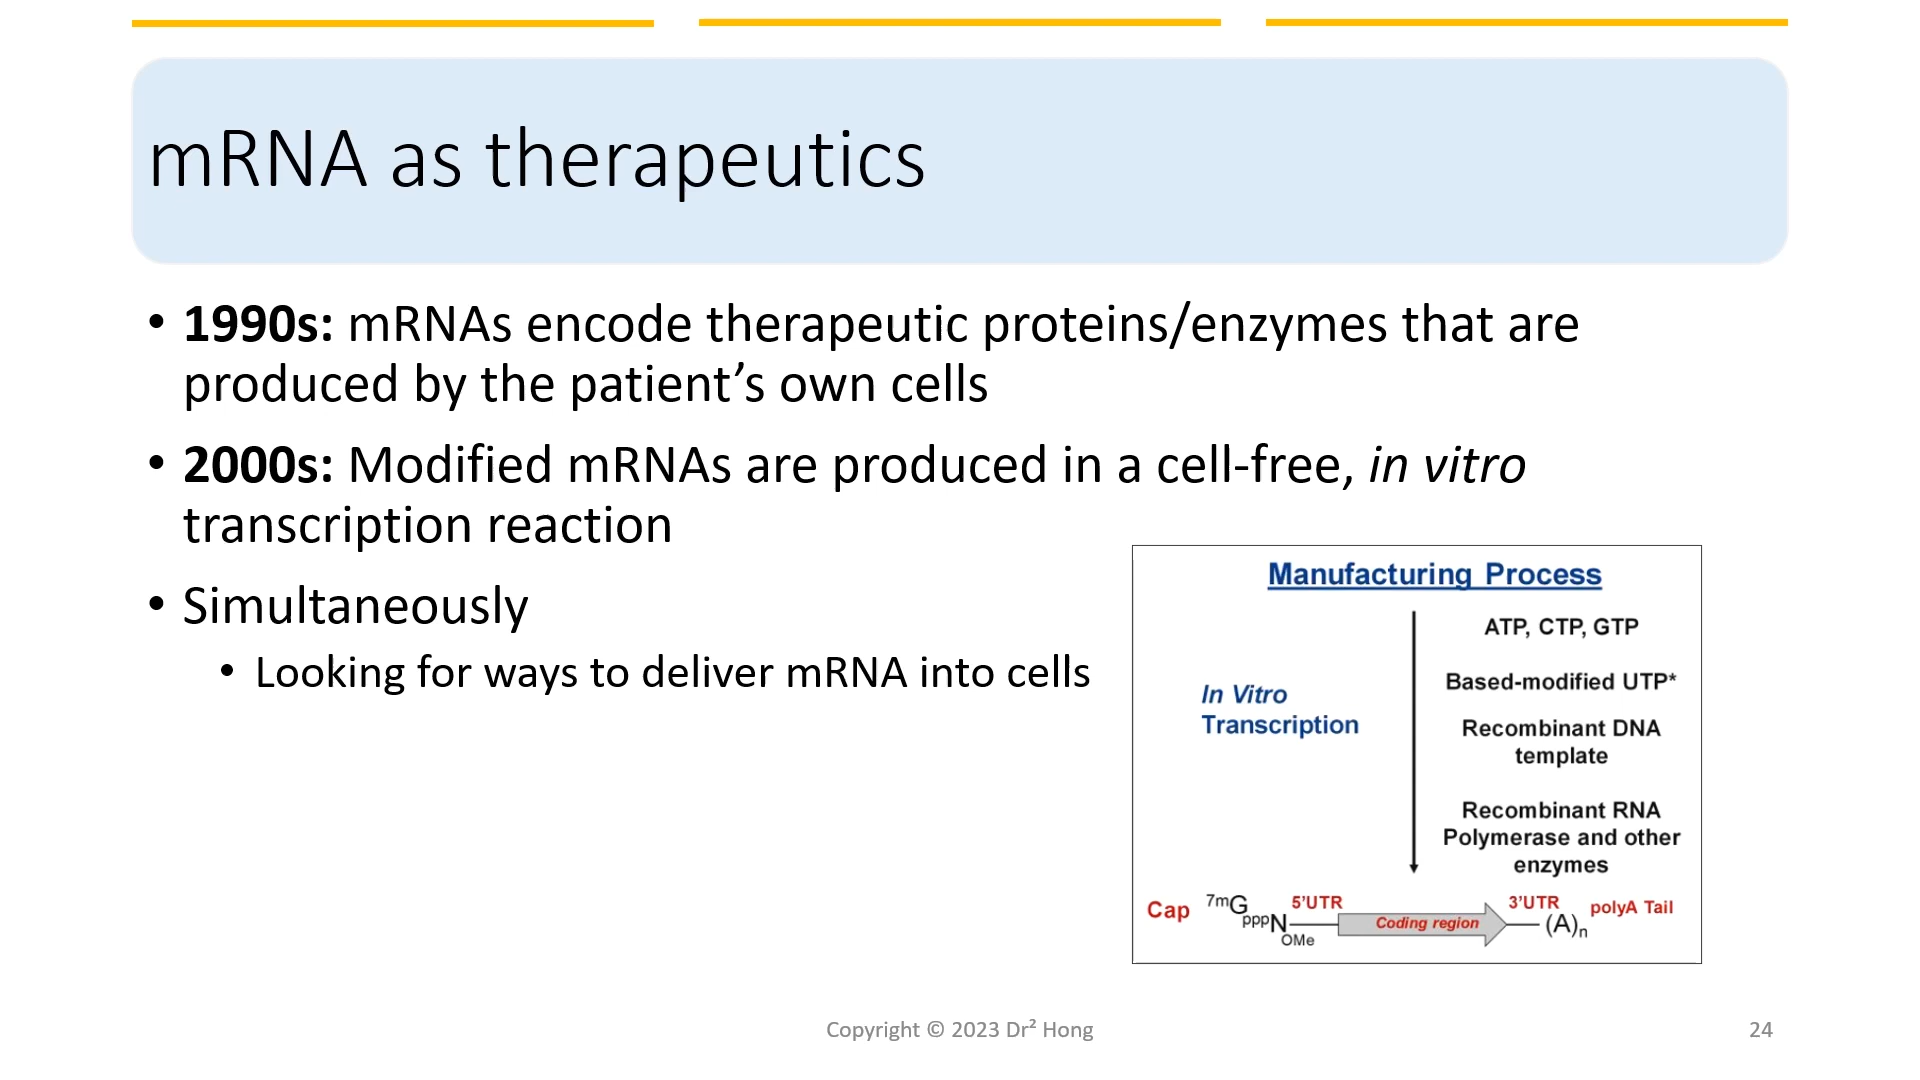 mRNA as therapeutics
• 1990s: mRNAs encode therapeutic proteins/enzymes that are
produced by the patient’s own cells
• 2000s: Modified mRNAs are produced in a cell-free, in vitro
transcription reaction
• Simultaneously
• Looking for ways to deliver mRNA into cells
Manufacturing Process
ATP, CTP, GTP
Based-modified UTP*
In Vitro
Transcription
Recombinant DNA
template
Recombinant RNA
Polymerase and other
enzymes
Cap ⁷ᵐG
pppN
OMe
5’UTR
Coding region
3’UTR
(A)n
polyA Tail
Copyright © 2023 Dr² Hong
24